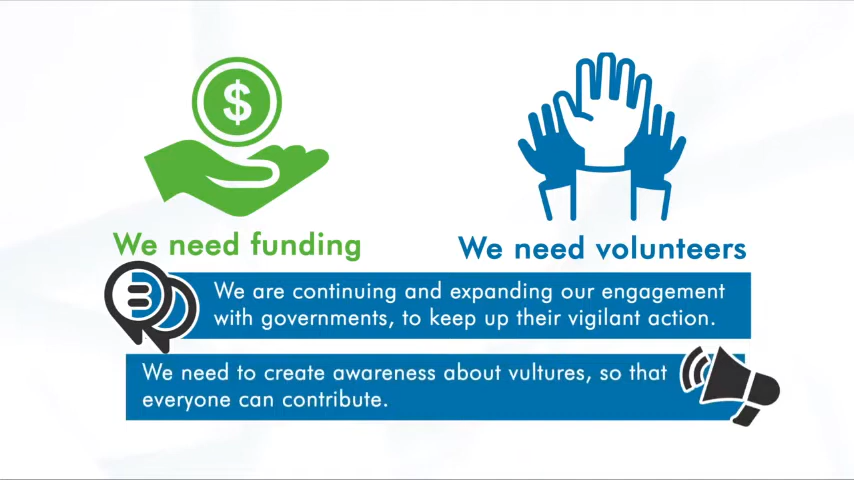 $
We need funding
We need volunteers
We are continuing and expanding our engagement
with governments, to keep up their vigilant action.
We need to create awareness about vultures, so that
everyone can contribute.